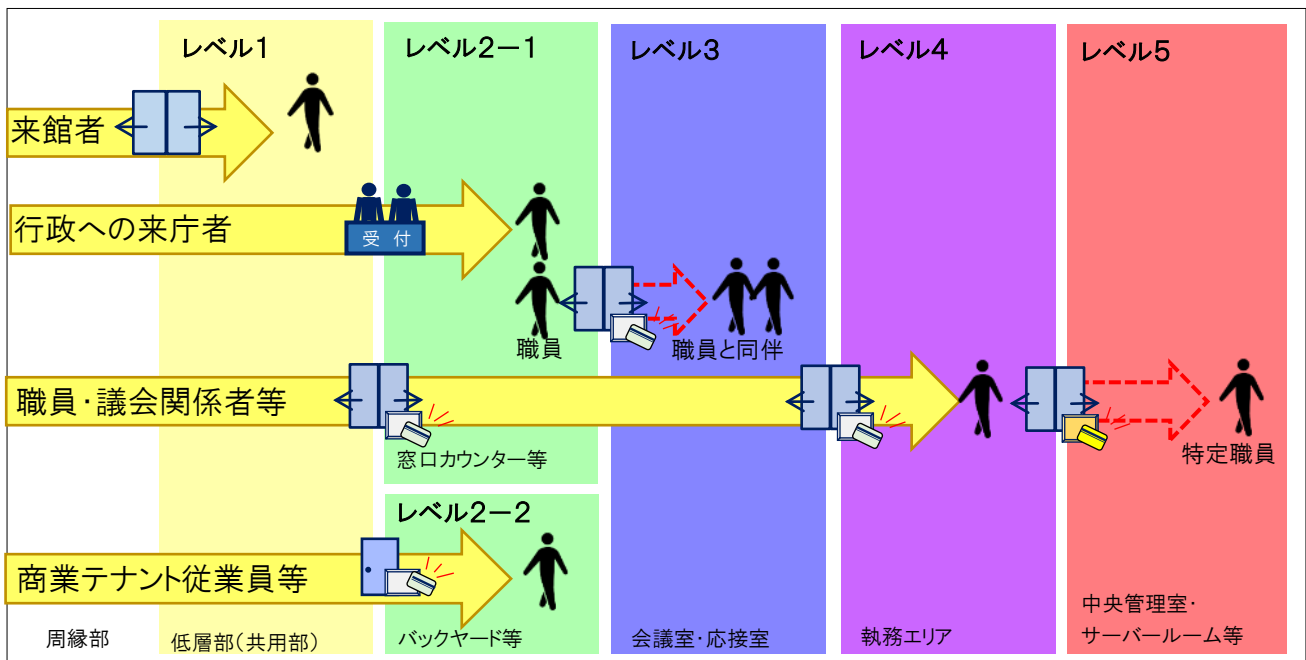 レベル1
レベル2－1
レベル3
レベル4
レベル5
来館者
行政への来庁者
受 付
職員
職員と同伴
職員・議会関係者等
窓口カウンター等
特定職員
レベル2－2
商業テナント従業員等
周縁部
低層部(共用部)
バックヤード等
会議室・応接室
執務エリア
中央管理室・
サーバールーム等